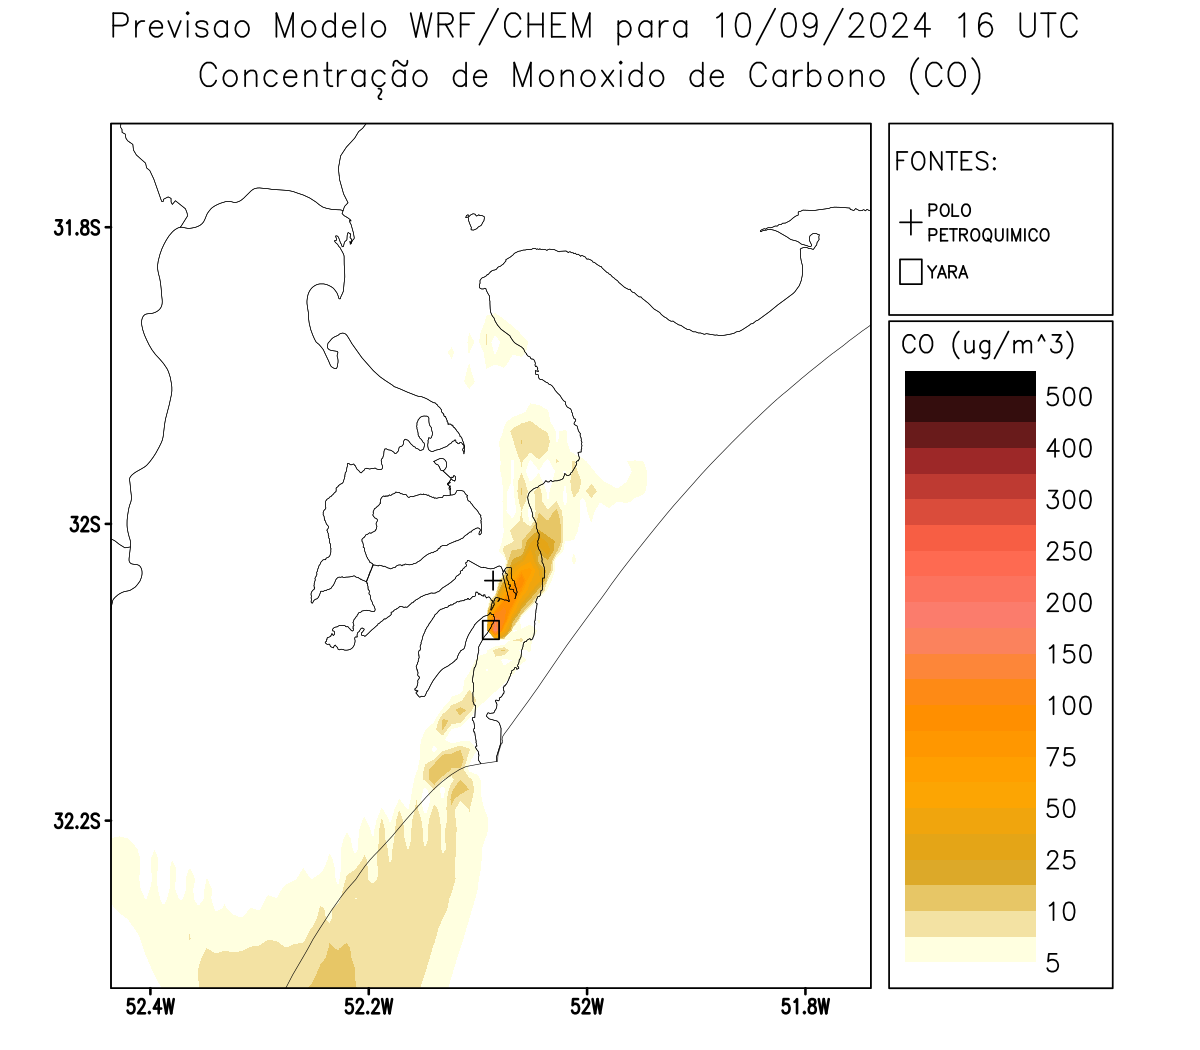 Previsao Modelo WRF/CHEM para 10/09/2024 16 UTC
Concentração de Monoxido de Carbono (CO)
FONTES:
POLO
PETROQUIMICO
YARA
31.8S
32S
32.2S
52.4W
52.2W
52W
51.8W
CO (ug/m^3)
500
400
300
250
200
150
100
75
50
25
10
5